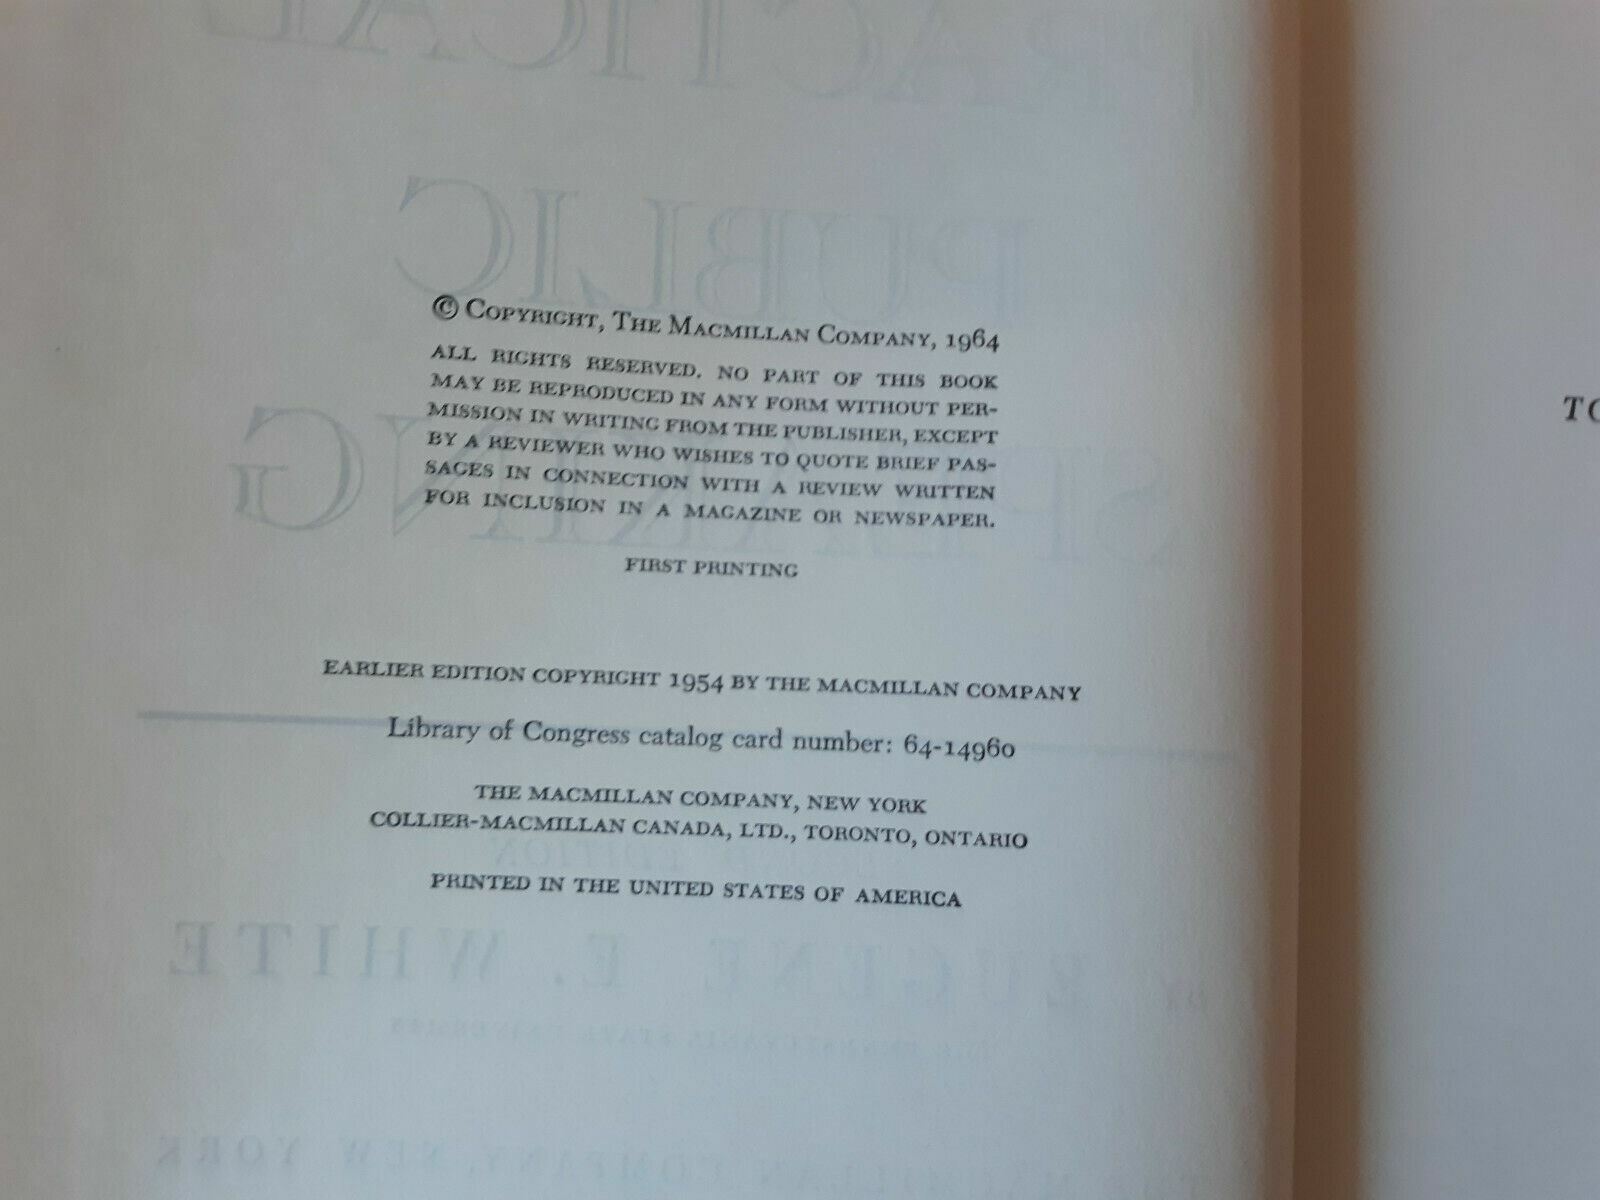 © Copyright, The Macmillan Company, 1964
ALL RIGHTS RESERVED. NO PART OF THIS BOOK
MAY BE REPRODUCED IN ANY FORM WITHOUT PER-
MISSION IN WRITING FROM THE PUBLISHER, EXCEPT
BY A REVIEWER WHO WISHES TO QUOTE BRIEF PAS-
SAGES IN CONNECTION WITH A REVIEW WRITTEN
FOR INCLUSION IN A MAGAZINE OR NEWSPAPER.
FIRST PRINTING
EARLIER EDITION COPYRIGHT 1954 BY THE MACMILLAN COMPANY
Library of Congress catalog card number: 64-14960
THE MACMILLAN COMPANY, NEW YORK
COLLIER-MACMILLAN CANADA, LTD., TORONTO, ONTARIO
PRINTED IN THE UNITED STATES OF AMERICA
PUBLIC
EUGENE E. WHITE